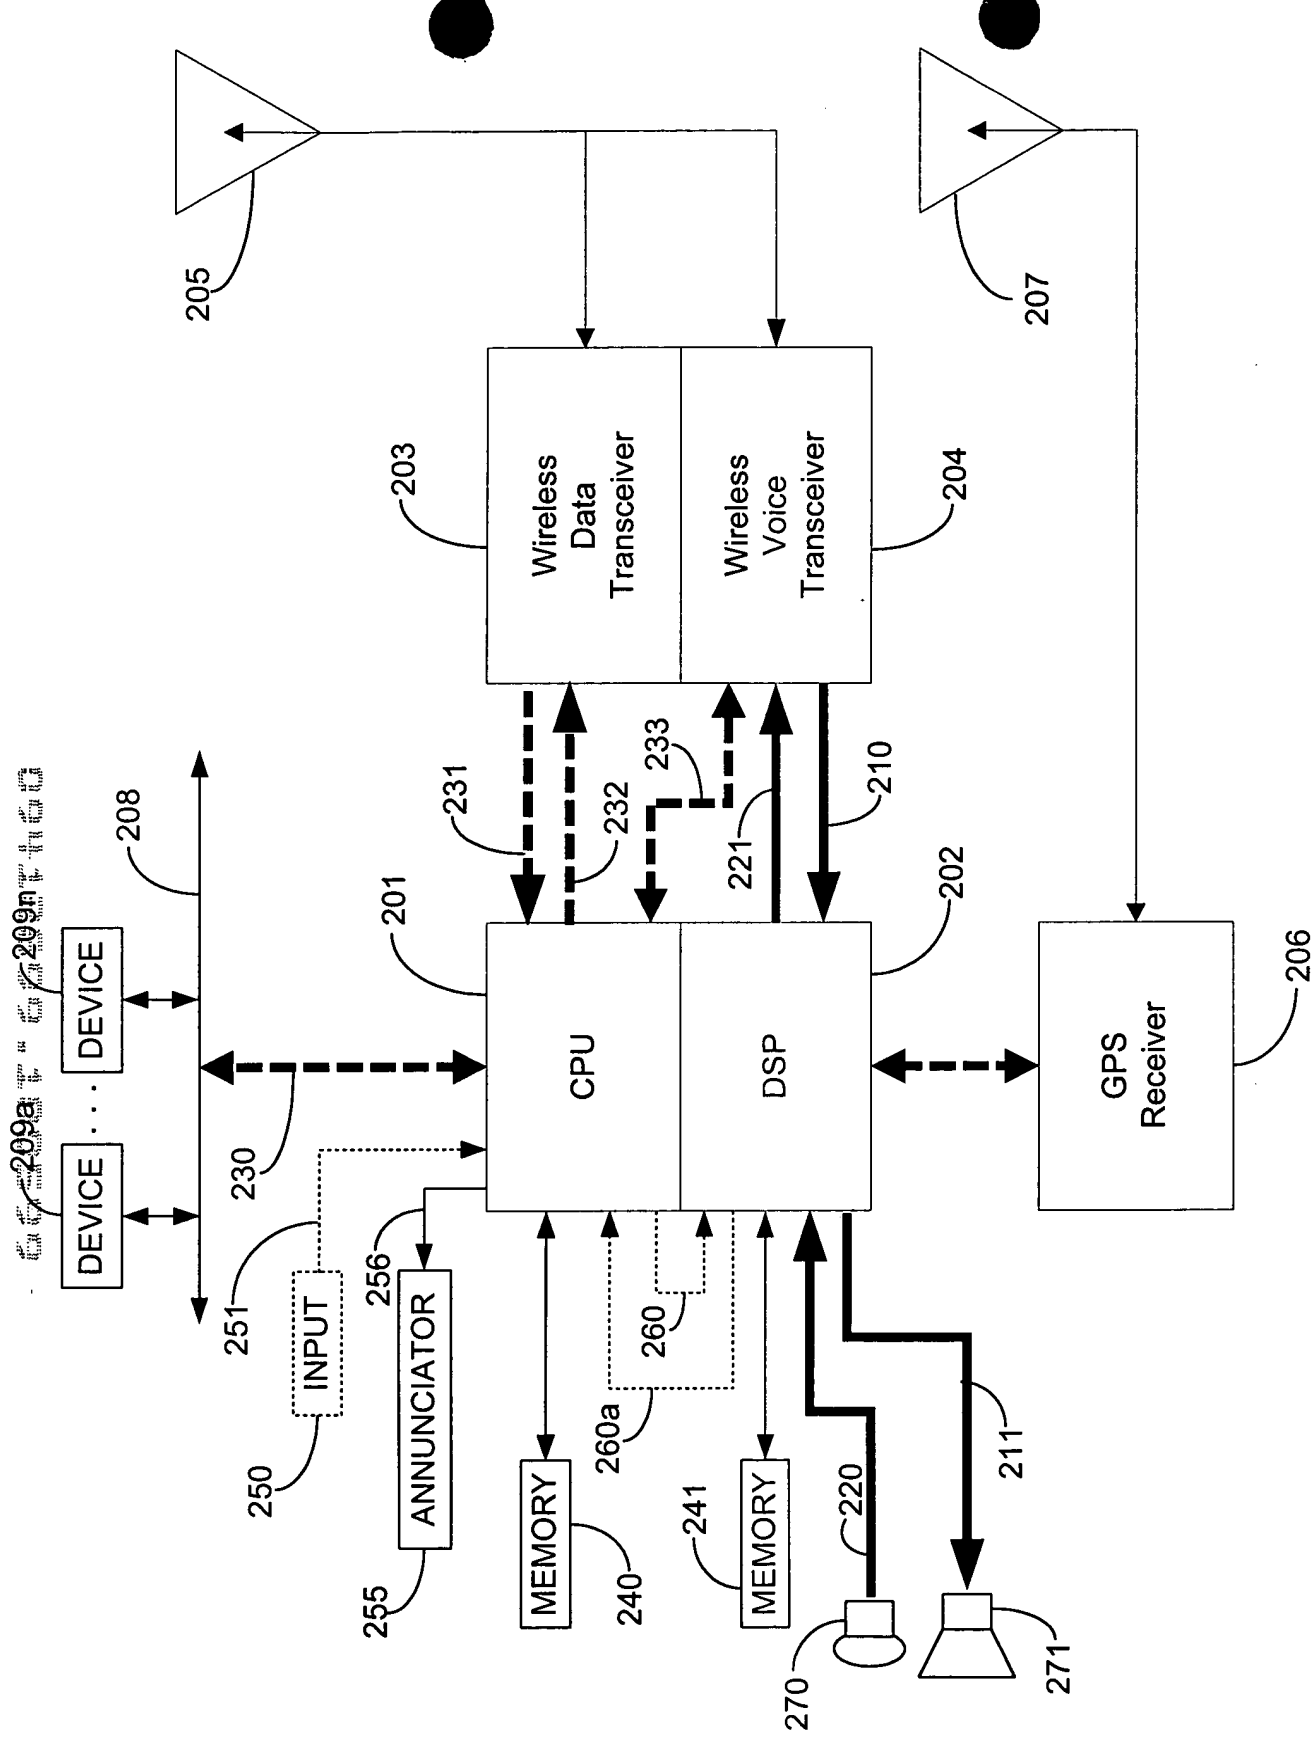 209a
209n
DEVICE
. . .
DEVICE
208
230
251
INPUT
250
256
ANNUNCIATOR
255
201
CPU
DSP
202
231
232
233
221
210
203
Wireless
Data
Transceiver
Wireless
Voice
Transceiver
204
205
207
MEMORY
240
260
260a
241
MEMORY
220
270
211
271
GPS
Receiver
206